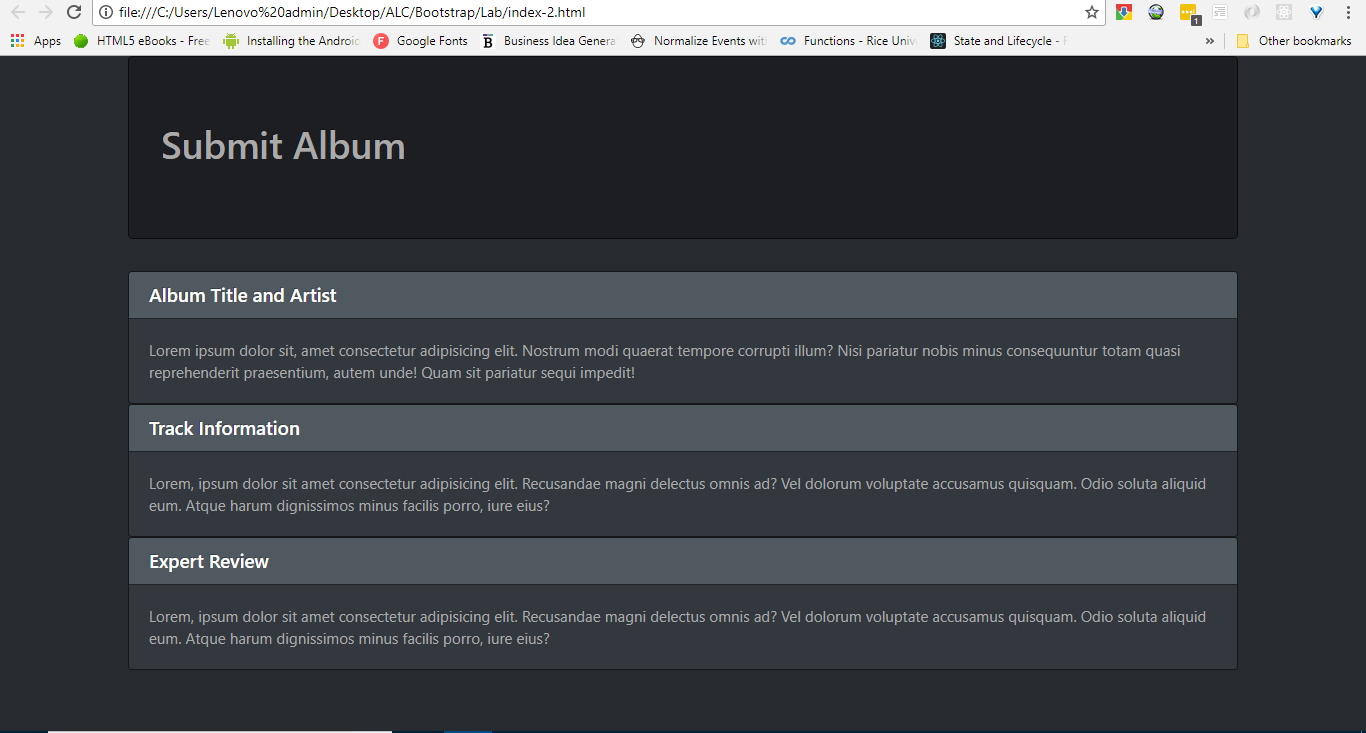 file:///C:/Users/Lenovo%20admin/Desktop/ALC/Bootstrap/Lab/index-2.html
1
Apps HTML5 eBooks - Free Installing the Androic F Google Fonts B Business Idea Genera Normalize Events wit Functions - Rice Univ State and Lifecycle - » Other bookmarks
Submit Album
Album Title and Artist
Lorem ipsum dolor sit, amet consectetur adipisicing elit. Nostrum modi quaerat tempore corrupti illum? Nisi pariatur nobis minus consequuntur totam quasi
reprehenderit praesentium, autem unde! Quam sit pariatur sequi impedit!
Track Information
Lorem, ipsum dolor sit amet consectetur adipisicing elit. Recusandae magni delectus omnis ad? Vel dolorum voluptate accusamus quisquam. Odio soluta aliquid
eum. Atque harum dignissimos minus facilis porro, iure eius?
Expert Review
Lorem, ipsum dolor sit amet consectetur adipisicing elit. Recusandae magni delectus omnis ad? Vel dolorum voluptate accusamus quisquam. Odio soluta aliquid
eum. Atque harum dignissimos minus facilis porro, iure eius?